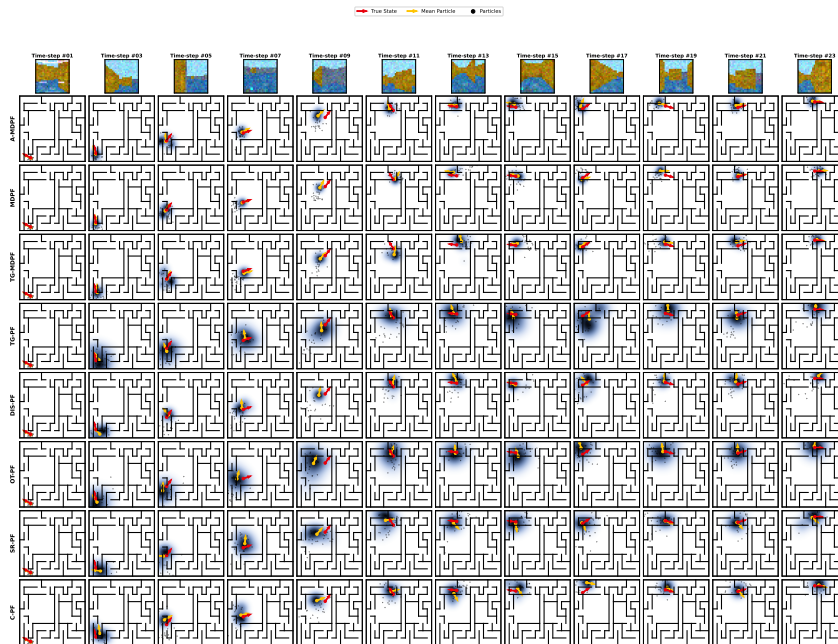 True State Mean Particle Particles
Time-step #01 Time-step #03 Time-step #05 Time-step #07 Time-step #09 Time-step #11 Time-step #13 Time-step #15 Time-step #17 Time-step #19 Time-step #21 Time-step #23
A-MDPF
MDPF
TG-MDPF
TG-PF
DIS-PF
OT-PF
SR-PF
C-PF